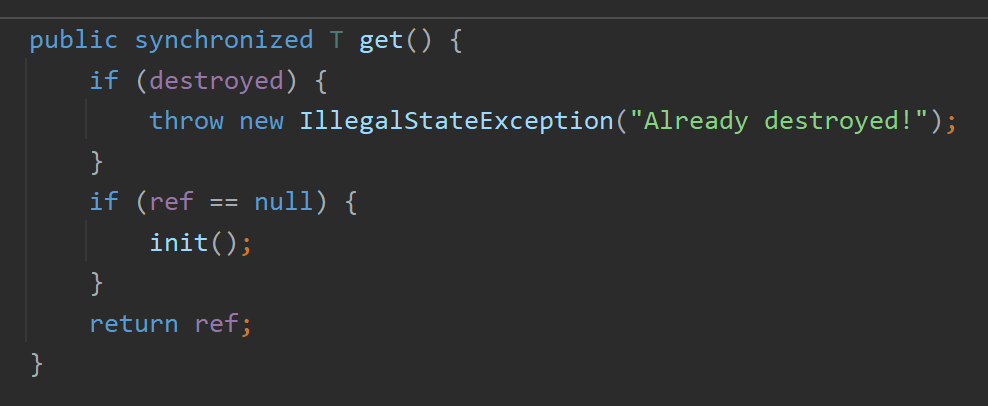 public synchronized T get() {
    if (destroyed) {
        throw new IllegalStateException("Already destroyed!");
    }
    if (ref == null) {
        init();
    }
    return ref;
}